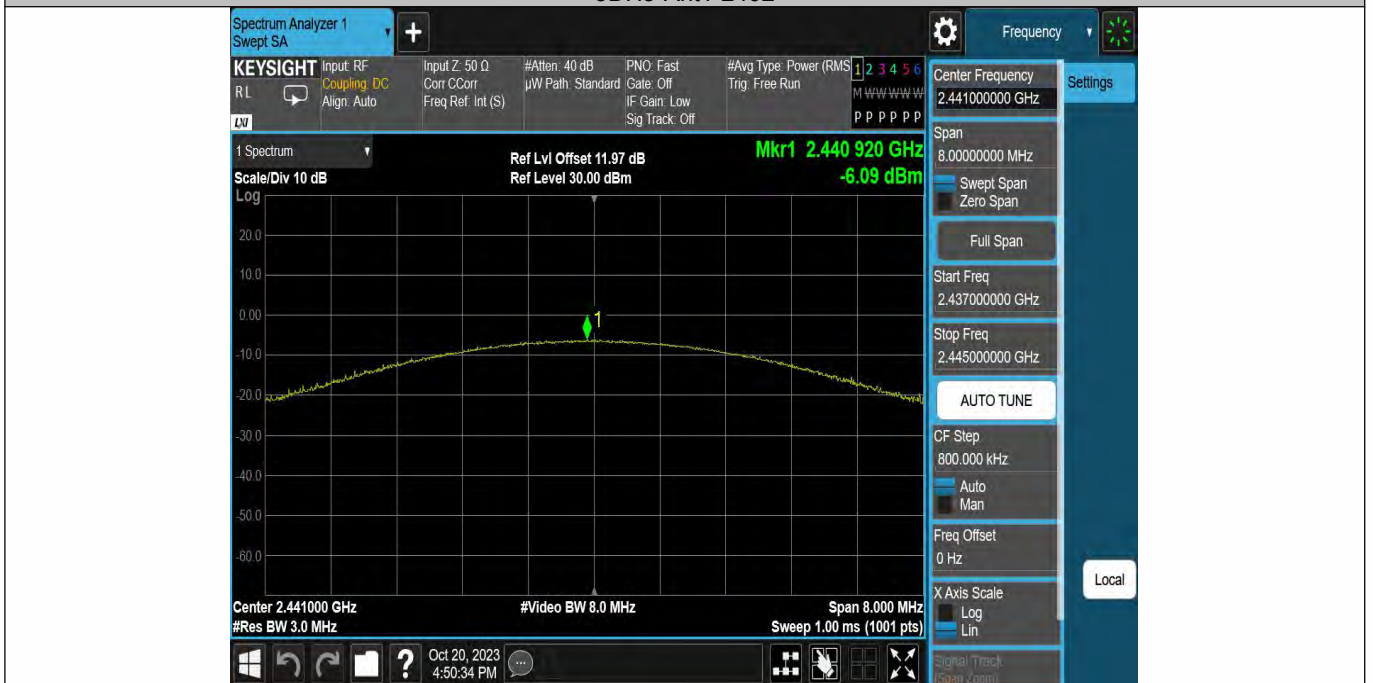 Spectrum Analyzer 1
Swept SA
+
Frequency
KEYSIGHT
RL
LXI
Input: RF
Coupling: DC
Align: Auto
Input Z: 50 Ω
Corr CCorr
Freq Ref: Int (S)
#Atten: 40 dB
µW Path: Standard
PNO: Fast
Gate: Off
IF Gain: Low
Sig Track: Off
#Avg Type: Power (RMS
Trig: Free Run
1 2 3 4 5 6
M W W W W W
P P P P P P
1 Spectrum
Scale/Div 10 dB
Log
Ref Lvl Offset 11.97 dB
Ref Level 30.00 dBm
Mkr1 2.440 920 GHz
-6.09 dBm
20.0
10.0
0.00
-10.0
-20.0
-30.0
-40.0
-50.0
-60.0
1
Center 2.441000 GHz
#Res BW 3.0 MHz
#Video BW 8.0 MHz
Span 8.000 MHz
Sweep 1.00 ms (1001 pts)
?
Oct 20, 2023
4:50:34 PM
Center Frequency
2.441000000 GHz
Settings
Span
8.00000000 MHz
Swept Span
Zero Span
Full Span
Start Freq
2.437000000 GHz
Stop Freq
2.445000000 GHz
AUTO TUNE
CF Step
800.000 kHz
Auto
Man
Freq Offset
0 Hz
X Axis Scale
Log
Lin
Local
Signal Track
(Span Zoom)